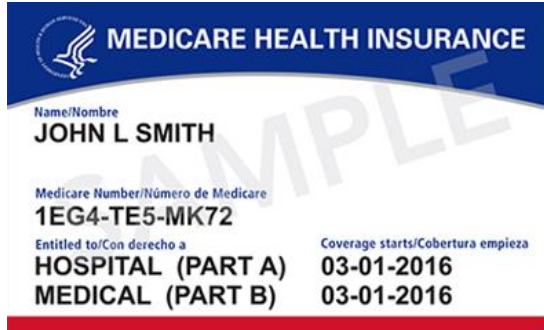 MEDICARE HEALTH INSURANCE
Name/Nombre
JOHN L SMITH
Medicare Number/Número de Medicare
1EG4-TE5-MK72
Entitled to/Con derecho a Coverage starts/Cobertura empieza
HOSPITAL (PART A) 03-01-2016
MEDICAL (PART B) 03-01-2016
SAMPLE